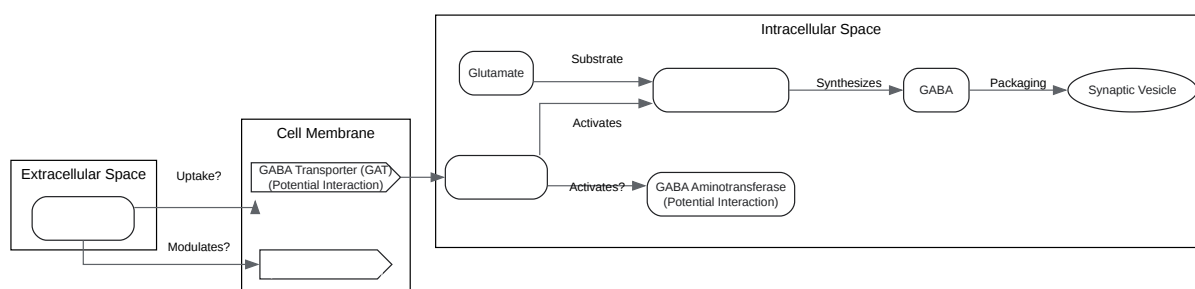 Intracellular Space
Glutamate
Substrate
Synthesizes
GABA
Packaging
Synaptic Vesicle
Activates
Cell Membrane
Extracellular Space
Uptake?
GABA Transporter (GAT)
(Potential Interaction)
Activates?
GABA Aminotransferase
(Potential Interaction)
Modulates?